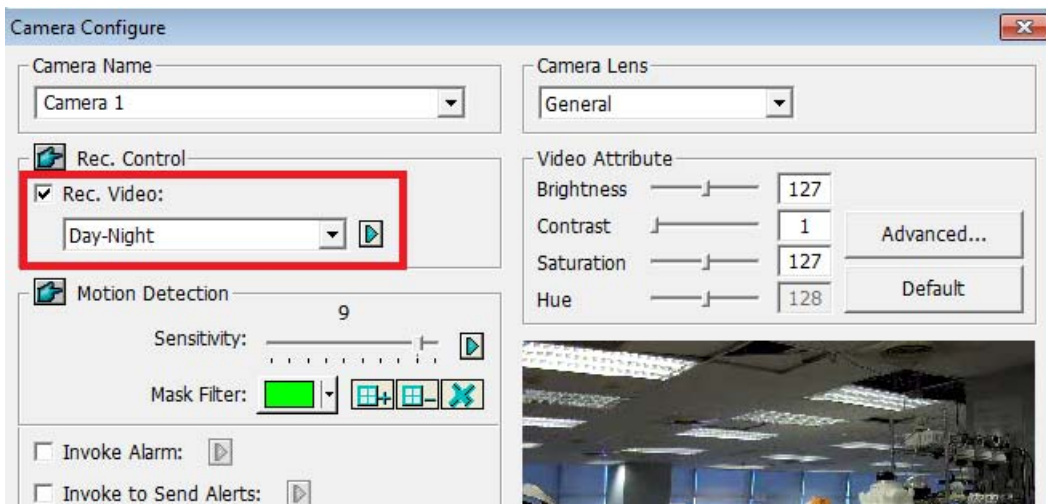 Camera Configure
Camera Name
Camera 1
Rec. Control
Rec. Video:
Day-Night
Motion Detection
9
Sensitivity:
Mask Filter:
Invoke Alarm:
Invoke to Send Alerts:
Camera Lens
General
Video Attribute
Brightness 127
Contrast 1
Saturation 127
Hue 128
Advanced...
Default